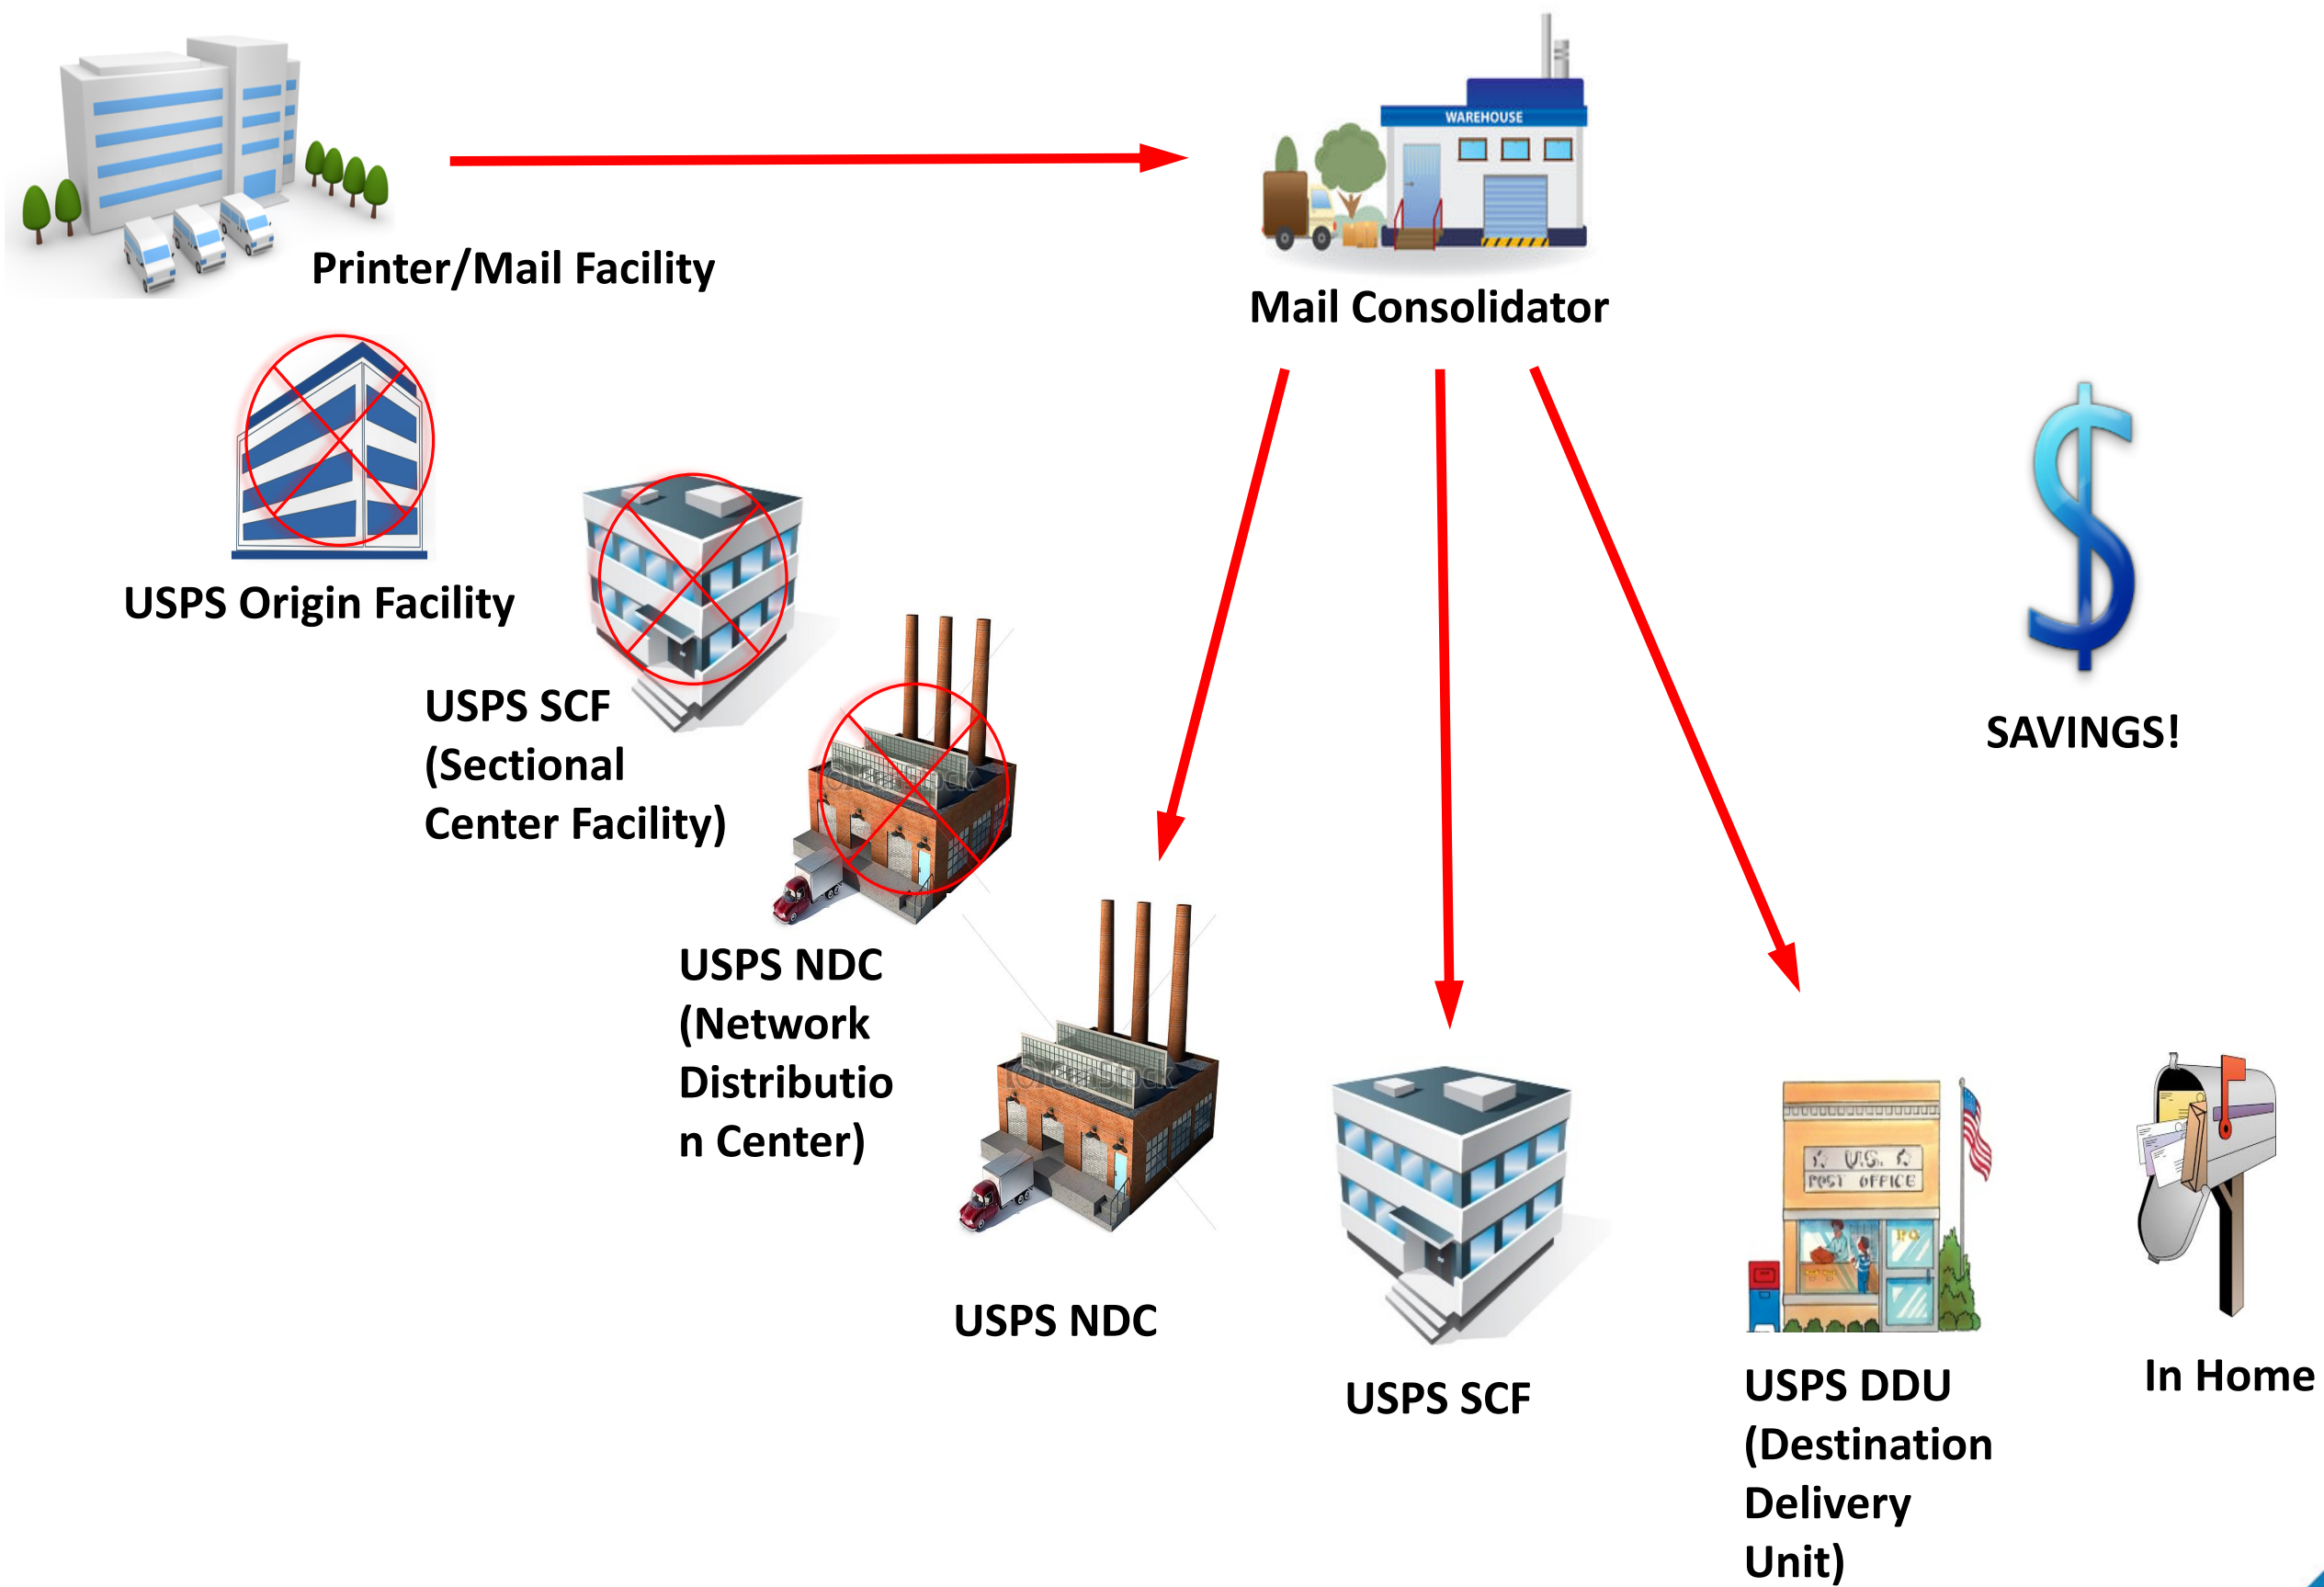 WAREHOUSE
Printer/Mail Facility
Mail Consolidator
USPS Origin Facility
USPS SCF
(Sectional
Center Facility)
SAVINGS!
USPS NDC
(Network
Distributio
n Center)
U.S.
POST OFFICE
P.O.
USPS NDC
USPS SCF
USPS DDU
(Destination
Delivery
Unit)
In Home